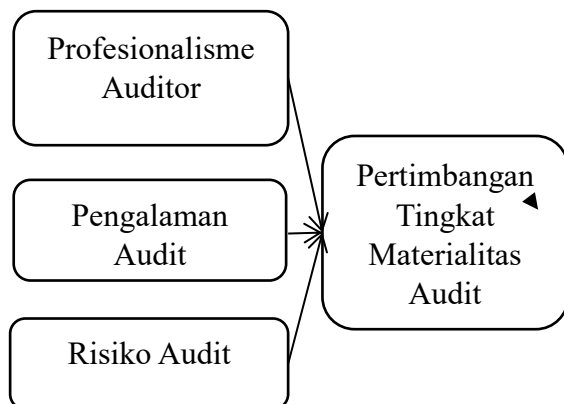 Profesionalisme
Auditor
Pengalaman
Audit
Risiko Audit
Pertimbangan
Tingkat
Materialitas
Audit